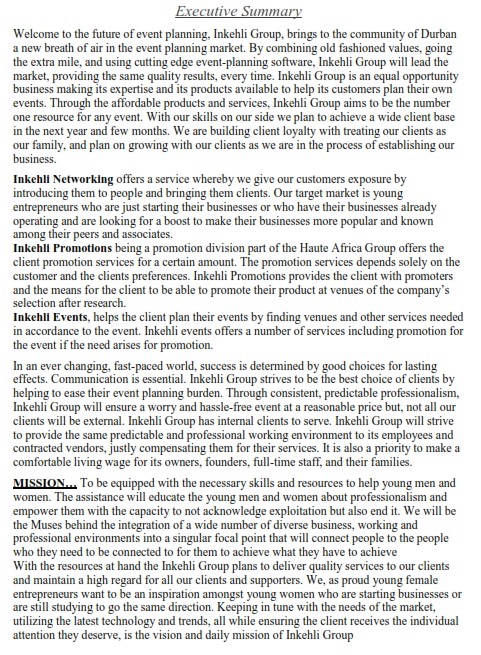 Executive Summary
Welcome to the future of event planning, Inkehli Group, brings to the community of Durban
a new breath of air in the event planning market. By combining old fashioned values, going
the extra mile, and using cutting edge event-planning software, Inkehli Group will lead the
market, providing the same quality results, every time. Inkehli Group is an equal opportunity
business making its expertise and its products available to help its customers plan their own
events. Through the affordable products and services, Inkehli Group aims to be the number
one resource for any event. With our skills on our side we plan to achieve a wide client base
in the next year and few months. We are building client loyalty with treating our clients as
our family, and plan on growing with our clients as we are in the process of establishing our
business.
Inkehli Networking offers a service whereby we give our customers exposure by
introducing them to people and bringing them clients. Our target market is young
entrepreneurs who are just starting their businesses or who have their businesses already
operating and are looking for a boost to make their businesses more popular and known
among their peers and associates.
Inkehli Promotions being a promotion division part of the Haute Africa Group offers the
client promotion services for a certain amount. The promotion services depends solely on the
customer and the clients preferences. Inkehli Promotions provides the client with promoters
and the means for the client to be able to promote their product at venues of the company's
selection after research.
Inkehli Events, helps the client plan their events by finding venues and other services needed
in accordance to the event. Inkehli events offers a number of services including promotion for
the event if the need arises for promotion.
In an ever changing, fast-paced world, success is determined by good choices for lasting
effects. Communication is essential. Inkehli Group strives to be the best choice of clients by
helping to ease their event planning burden. Through consistent, predictable professionalism,
Inkehli Group will ensure a worry and hassle-free event at a reasonable price but, not all our
clients will be external. Inkehli Group has internal clients to serve. Inkehli Group will strive
to provide the same predictable and professional working environment to its employees and
contracted vendors, justly compensating them for their services. It is also a priority to make a
comfortable living wage for its owners, founders, full-time staff, and their families.
MISSION… To be equipped with the necessary skills and resources to help young men and
women. The assistance will educate the young men and women about professionalism and
empower them with the capacity to not acknowledge exploitation but also end it. We will be
the Muses behind the integration of a wide number of diverse business, working and
professional environments into a singular focal point that will connect people to the people
who they need to be connected to for them to achieve what they have to achieve
With the resources at hand the Inkehli Group plans to deliver quality services to our clients
and maintain a high regard for all our clients and supporters. We, as proud young female
entrepreneurs want to be an inspiration amongst young women who are starting businesses or
are still studying to go the same direction. Keeping in tune with the needs of the market,
utilizing the latest technology and trends, all while ensuring the client receives the individual
attention they deserve, is the vision and daily mission of Inkehli Group